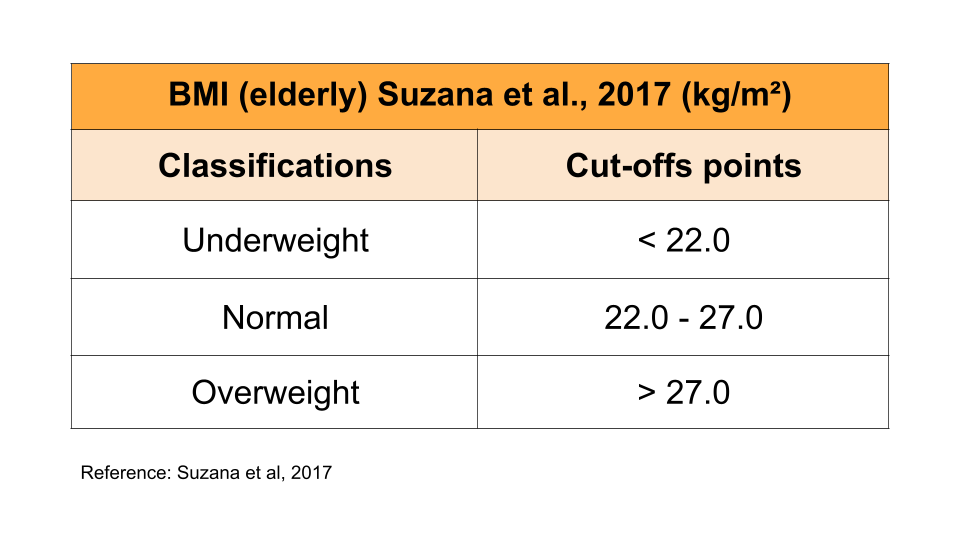 BMI (elderly) Suzana et al., 2017 (kg/m²)
Classifications Cut-offs points
Underweight < 22.0
Normal 22.0 - 27.0
Overweight > 27.0
Reference: Suzana et al, 2017